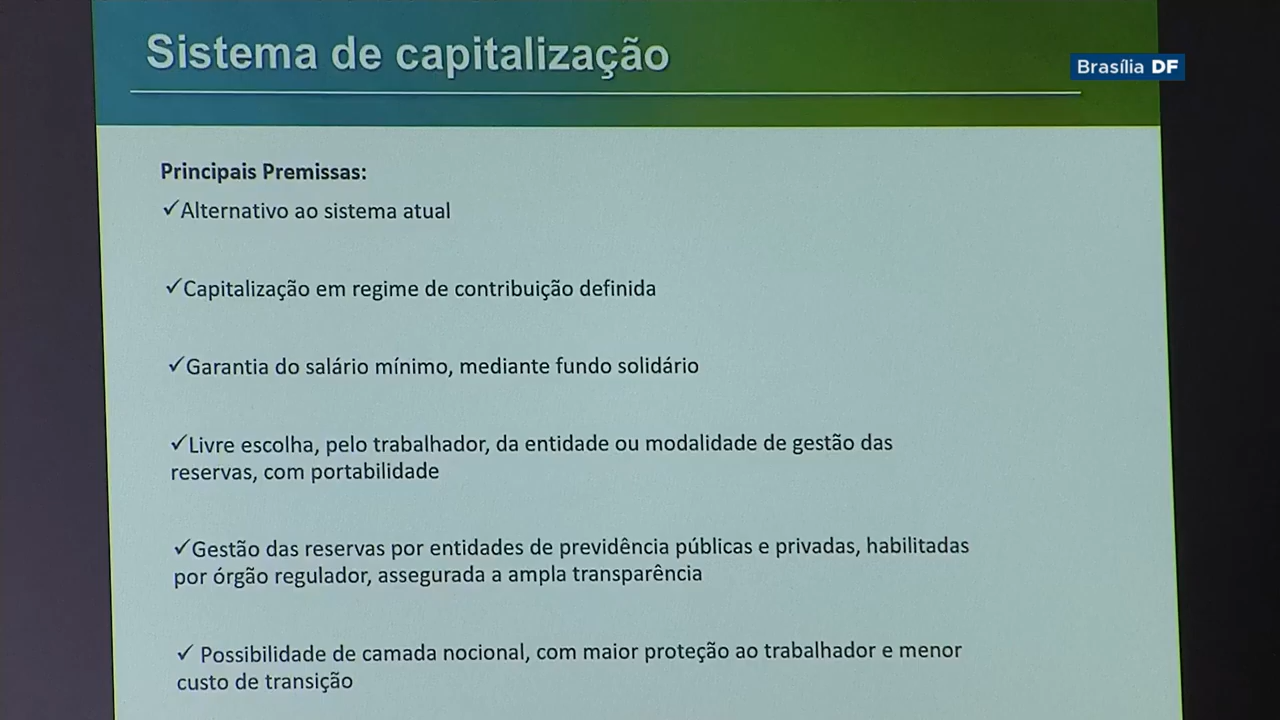 Sistema de capitalização
Brasília DF
Principais Premissas:
✓Alternativo ao sistema atual
✓Capitalização em regime de contribuição definida
✓Garantia do salário mínimo, mediante fundo solidário
✓Livre escolha, pelo trabalhador, da entidade ou modalidade de gestão das
reservas, com portabilidade
✓Gestão das reservas por entidades de previdência públicas e privadas, habilitadas
por órgão regulador, assegurada a ampla transparência
✓ Possibilidade de camada nocional, com maior proteção ao trabalhador e menor
custo de transição